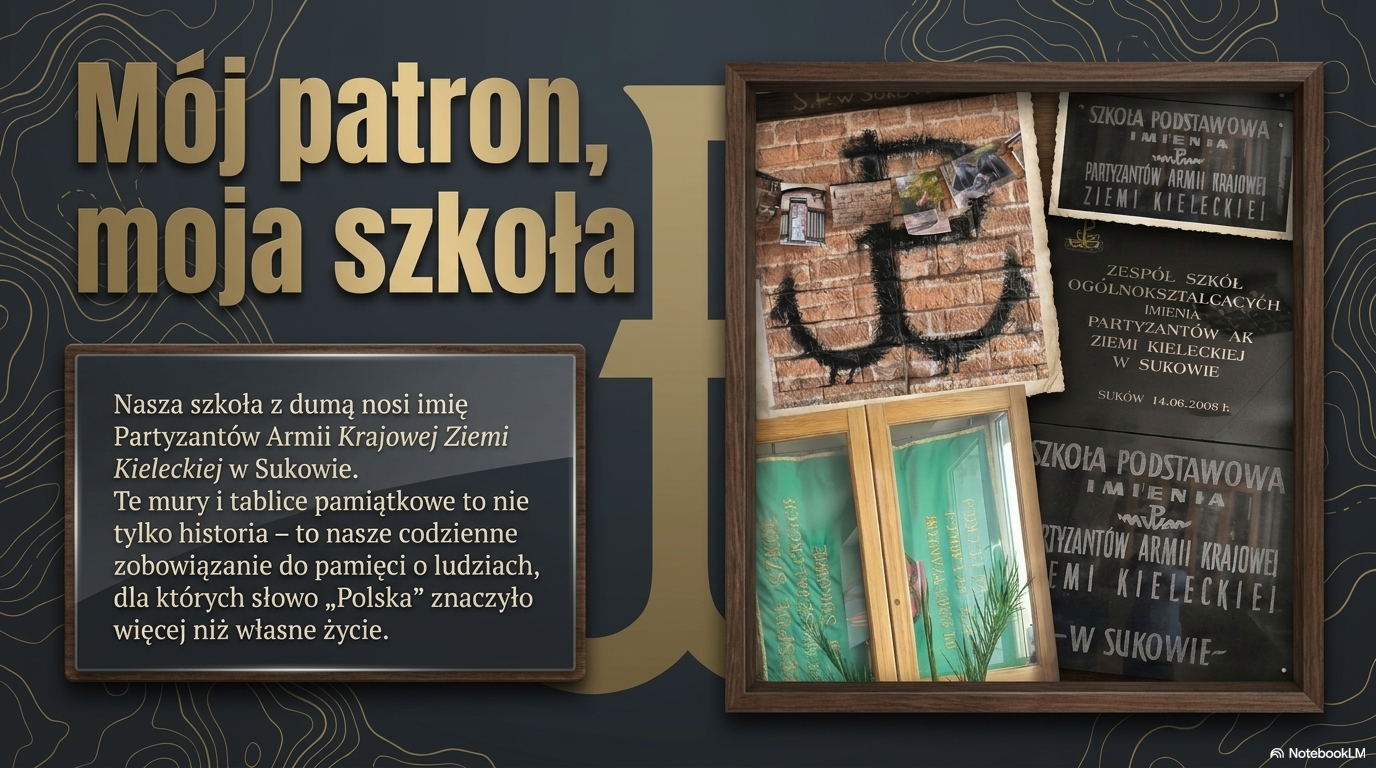 Mój patron,
moja szkoła
Nasza szkoła z dumą nosi imię
Partyzantów Armii Krajowej Ziemi
Kieleckiej w Sukowie.
Te mury i tablice pamiątkowe to nie
tylko historia – to nasze codzienne
zobowiązanie do pamięci o ludziach,
dla których słowo „Polska” znaczyło
więcej niż własne życie.
SZKOŁA PODSTAWOWA
IMIENIA
PARTYZANTÓW ARMII KRAJOWEJ
ZIEMI KIELECKIEJ
ZESPÓŁ SZKÓŁ
OGÓLNOKSZTALCACYCH
IMIENIA
PARTYZANTÓW AK
ZIEMI KIELECKIEJ
W SUKOWIE
SUKÓW 14.06.2008 r.
SZKOŁA PODSTAWOWA
IMIENIA
RTYZANTÓW ARMII KRAJOWEJ
EMI KIELECKIEJ
–W SUKOWIE–
NotebookLM